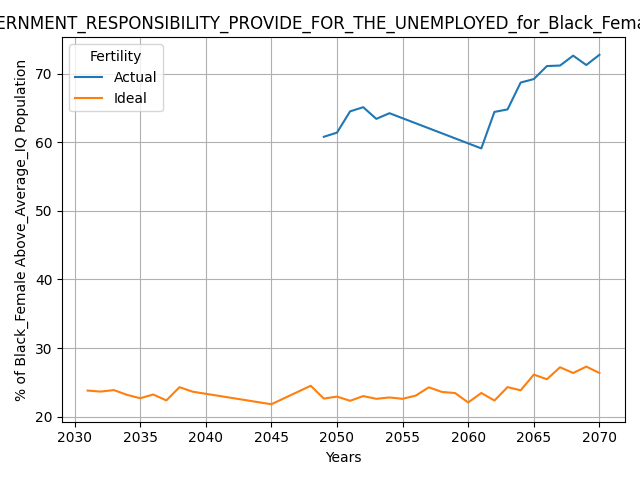 ERNMENT_RESPONSIBILITY_PROVIDE_FOR_THE_UNEMPLOYED_for_Black_Fema
Fertility
Actual
Ideal
% of Black_Female Above_Average_IQ Population
70
60
50
40
30
20
2030 2035 2040 2045 2050 2055 2060 2065 2070
Years